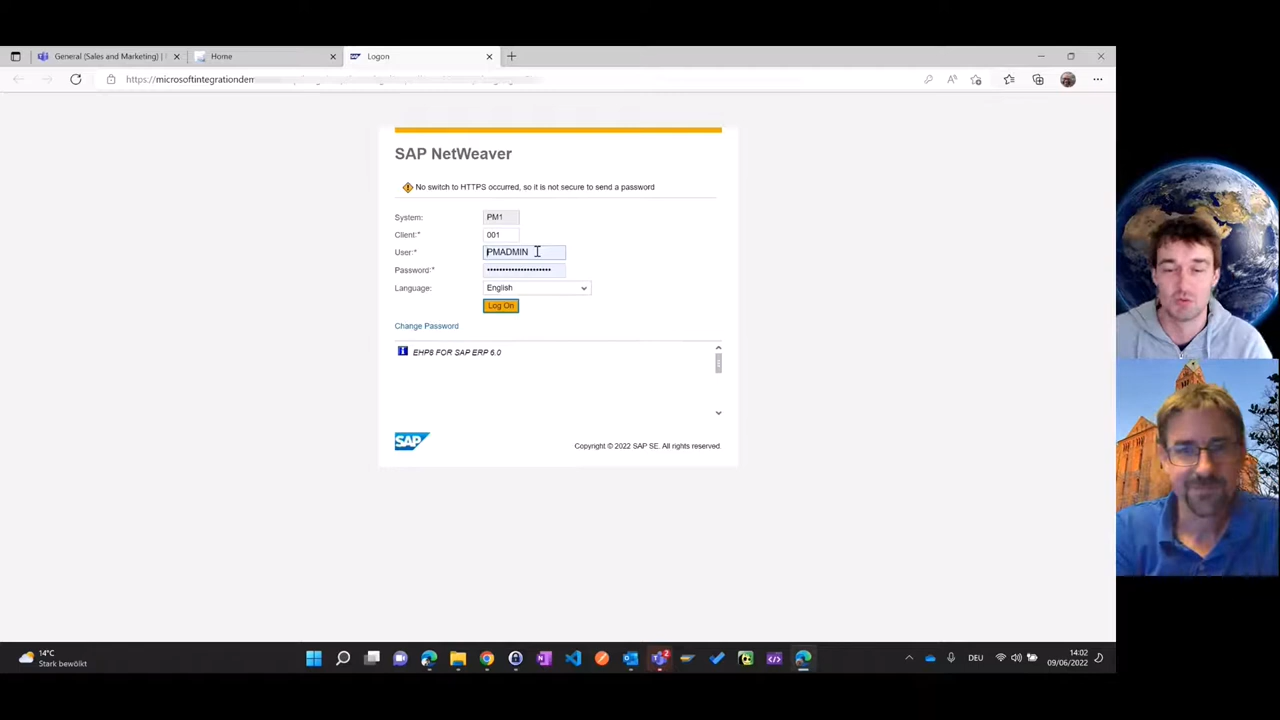 General (Sales and Marketing) |
Home
Logon
https://microsoftintegrationdem
SAP NetWeaver
No switch to HTTPS occurred, so it is not secure to send a password
System: PM1
Client:* 001
User:* PMADMIN
Password:* ••••••••••••••••••••
Language: English
Log On
Change Password
EHP8 FOR SAP ERP 6.0
SAP
Copyright © 2022 SAP SE. All rights reserved.
14°C
Stark bewölkt
2
DEU
14:02
09/06/2022